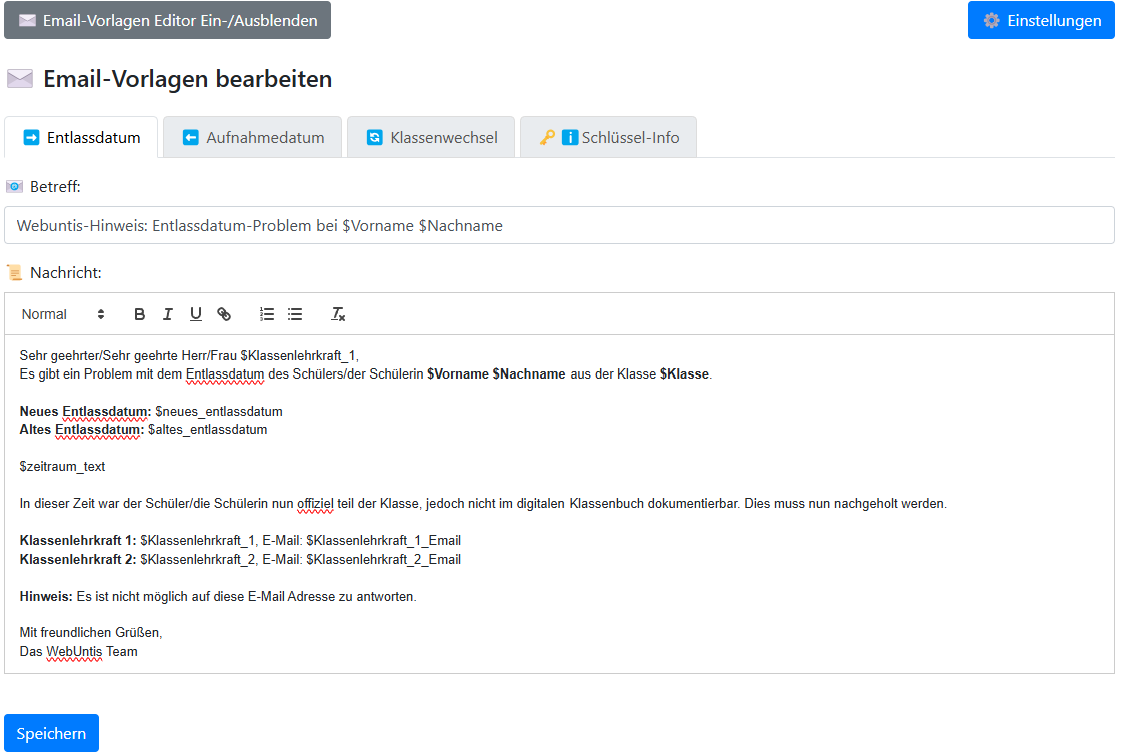 Email-Vorlagen Editor Ein-/Ausblenden
Einstellungen
Email-Vorlagen bearbeiten
Entlassdatum
Aufnahmedatum
Klassenwechsel
Schlüssel-Info
Betreff:
Webuntis-Hinweis: Entlassdatum-Problem bei $Vorname $Nachname
Nachricht:
Normal
Sehr geehrter/Sehr geehrte Herr/Frau $Klassenlehrkraft_1,
Es gibt ein Problem mit dem Entlassdatum des Schülers/der Schülerin $Vorname $Nachname aus der Klasse $Klasse.
Neues Entlassdatum: $neues_entlassdatum
Altes Entlassdatum: $altes_entlassdatum
$zeitraum_text
In dieser Zeit war der Schüler/die Schülerin nun offiziel teil der Klasse, jedoch nicht im digitalen Klassenbuch dokumentierbar. Dies muss nun nachgeholt werden.
Klassenlehrkraft 1: $Klassenlehrkraft_1, E-Mail: $Klassenlehrkraft_1_Email
Klassenlehrkraft 2: $Klassenlehrkraft_2, E-Mail: $Klassenlehrkraft_2_Email
Hinweis: Es ist nicht möglich auf diese E-Mail Adresse zu antworten.
Mit freundlichen Grüßen,
Das WebUntis Team
Speichern